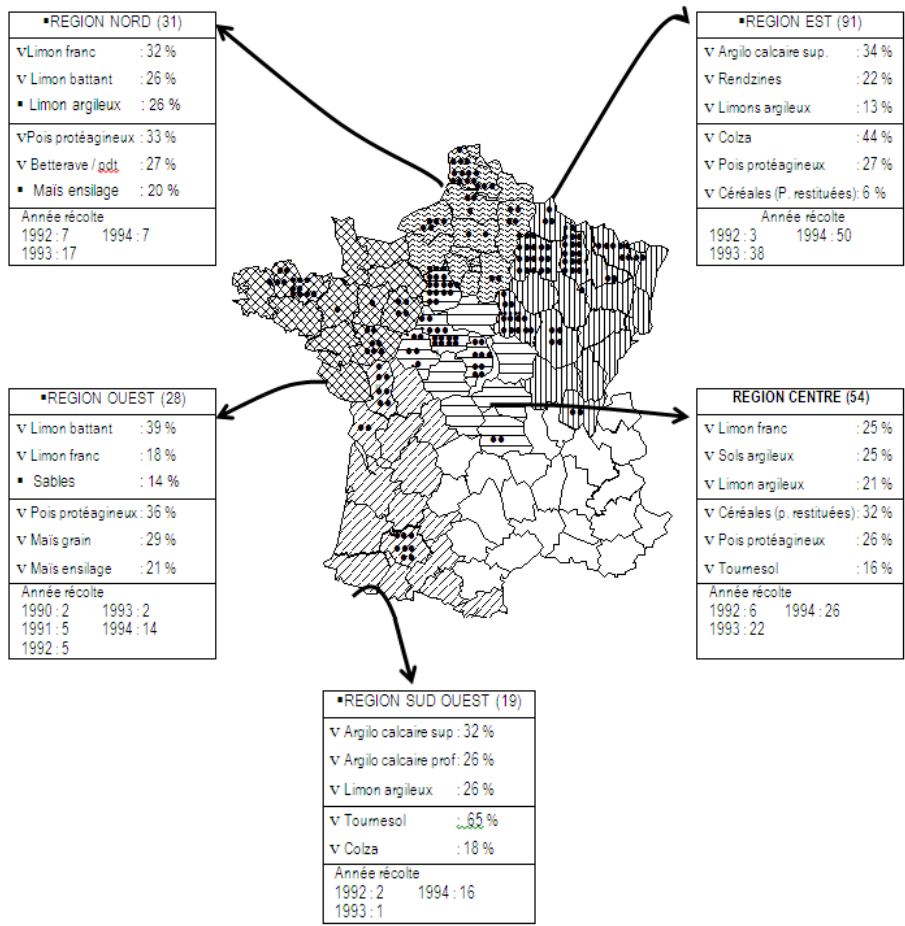 ▪REGION NORD (31)
vLimon franc : 32 %
v Limon battant : 26 %
▪ Limon argileux : 26 %
vPois protéagineux : 33 %
v Betterave / pdt : 27 %
▪ Maïs ensilage : 20 %
Année récolte
1992 : 7 1994 : 7
1993 : 17
▪REGION EST (91)
v Argilo calcaire sup. : 34 %
v Rendzines : 22 %
v Limons argileux : 13 %
v Colza : 44 %
v Pois protéagineux : 27 %
v Céréales (P. restituées): 6 %
Année récolte
1992 : 3 1994 : 50
1993 : 38
▪REGION OUEST (28)
v Limon battant : 39 %
v Limon franc : 18 %
▪ Sables : 14 %
v Pois protéagineux : 36 %
v Maïs grain : 29 %
v Maïs ensilage : 21 %
Année récolte
1990 : 2 1993 : 2
1991 : 5 1994 : 14
1992 : 5
REGION CENTRE (54)
v Limon franc : 25 %
v Sols argileux : 25 %
v Limon argileux : 21 %
v Céréales (p. restituées): 32 %
v Pois protéagineux : 26 %
v Tournesol : 16 %
Année récolte
1992 : 6 1994 : 26
1993 : 22
▪REGION SUD OUEST (19)
v Argilo calcaire sup : 32 %
v Argilo calcaire prof : 26 %
v Limon argileux : 26 %
v Tournesol : 65 %
v Colza : 18 %
Année récolte
1992 : 2 1994 : 16
1993 : 1